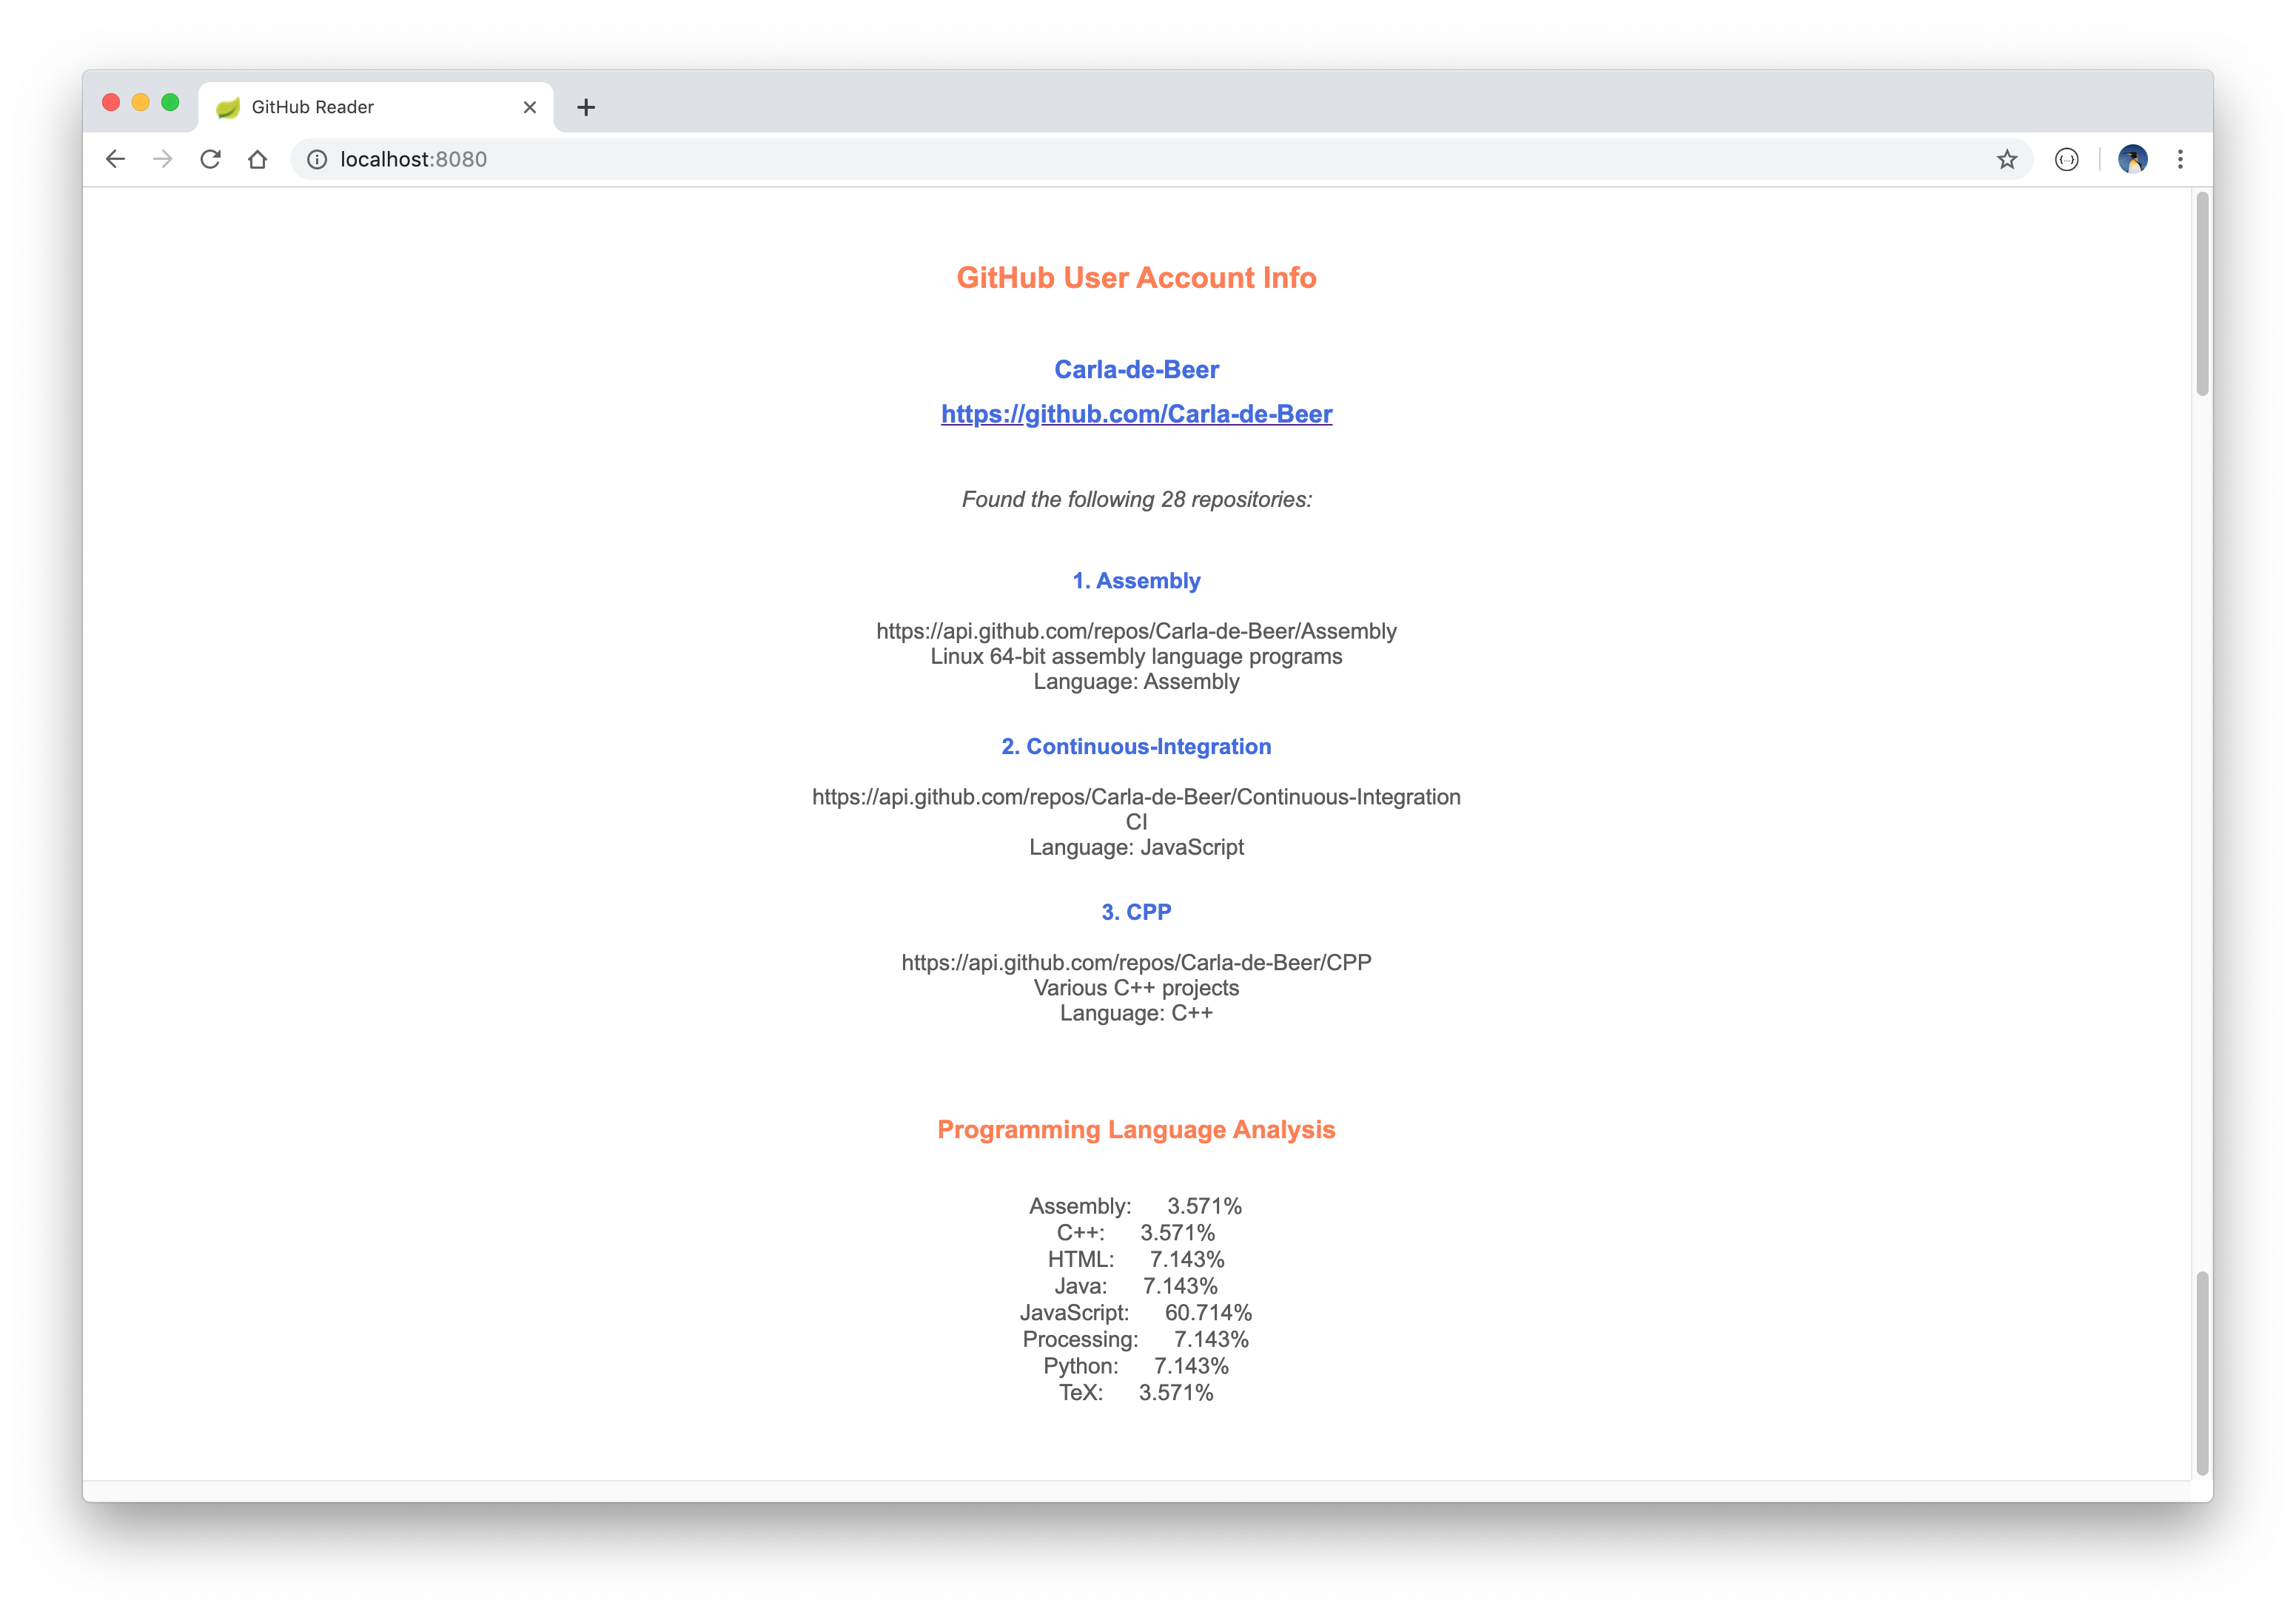 GitHub Reader
localhost:8080
GitHub User Account Info
Carla-de-Beer
https://github.com/Carla-de-Beer
Found the following 28 repositories:
1. Assembly
https://api.github.com/repos/Carla-de-Beer/Assembly
Linux 64-bit assembly language programs
Language: Assembly
2. Continuous-Integration
https://api.github.com/repos/Carla-de-Beer/Continuous-Integration
CI
Language: JavaScript
3. CPP
https://api.github.com/repos/Carla-de-Beer/CPP
Various C++ projects
Language: C++
Programming Language Analysis
Assembly: 3.571%
C++: 3.571%
HTML: 7.143%
Java: 7.143%
JavaScript: 60.714%
Processing: 7.143%
Python: 7.143%
TeX: 3.571%